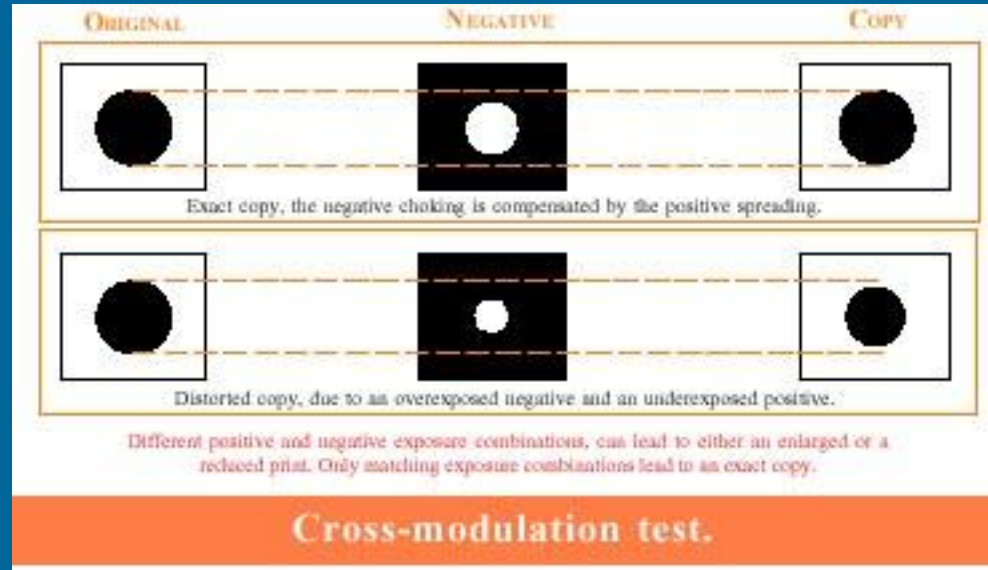 ORIGINAL NEGATIVE COPY
Exact copy, the negative choking is compensated by the positive spreading.
Distorted copy, due to an overexposed negative and an underexposed positive.
Different positive and negative exposure combinations, can lead to either an enlarged or a
reduced print. Only matching exposure combinations lead to an exact copy.
Cross-modulation test.